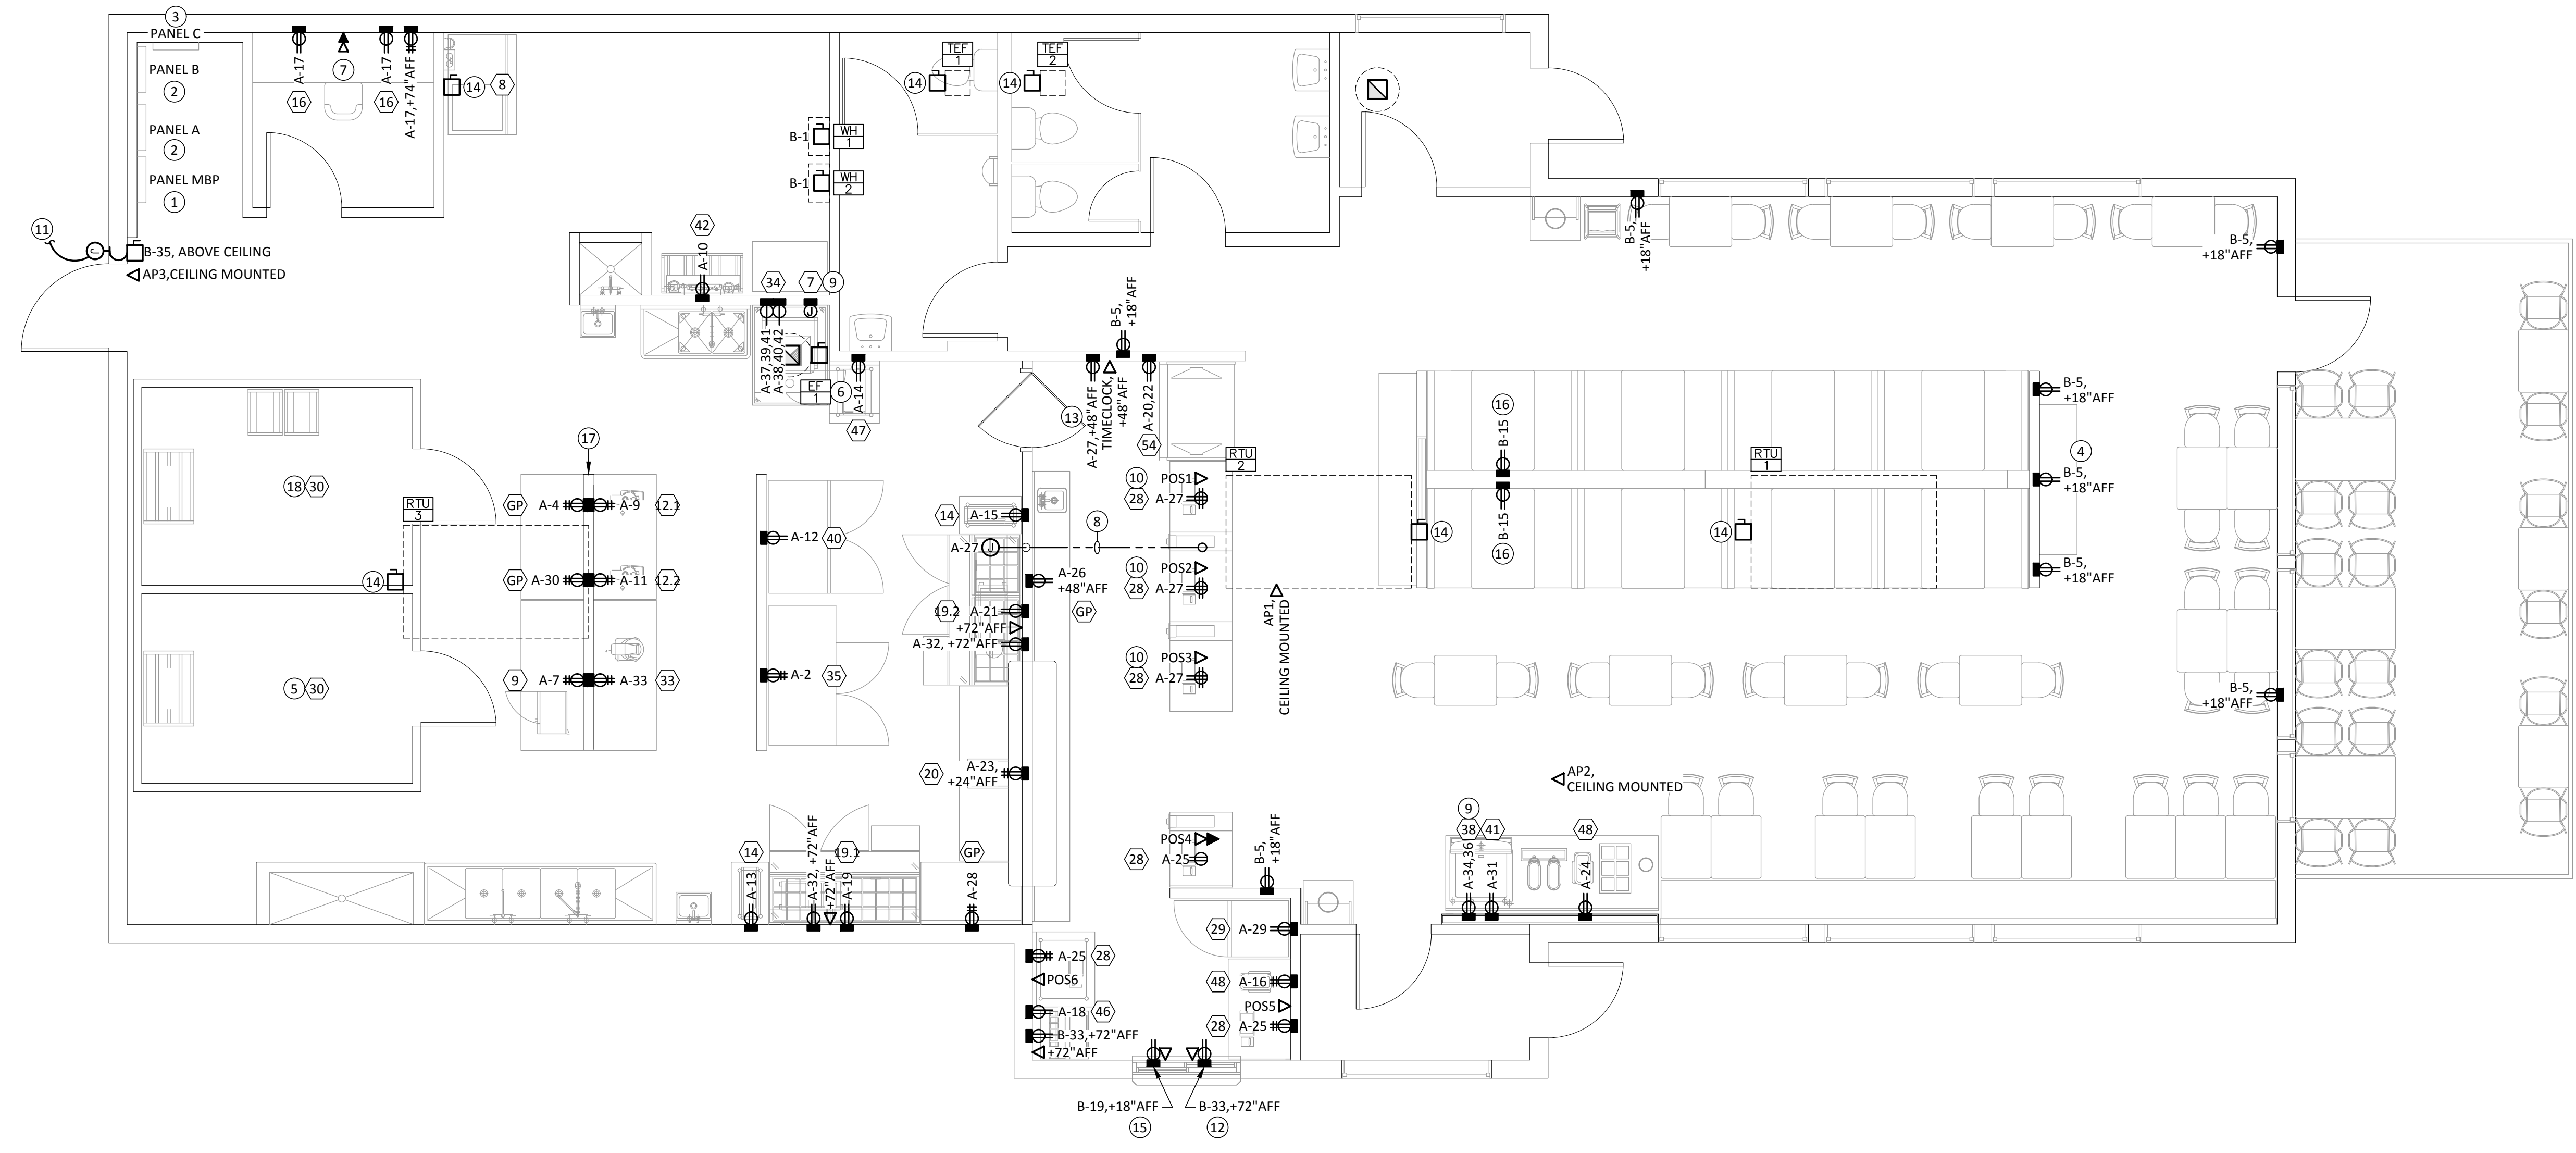 3
PANEL C
PANEL B
2
PANEL A
2
PANEL MBP
1
A-17
16
7
A-17
16
A-17,+74"AFF
14
8
TEF
1
14
TEF
2
14
B-1
WH
1
B-1
WH
2
11
J
B-35, ABOVE CEILING
AP3,CEILING MOUNTED
42
A-10
34
7
9
J
A-37,39,41
A-38,40,42
EF
1
6
A-14
47
B-5,
+18"AFF
A-27,+48"AFF
TIMECLOCK,
+48"AFF
A-20,22
54
13
B-5,
+18"AFF
B-5,
+18"AFF
B-5,
+18"AFF
4
B-5,
+18"AFF
B-5,
+18"AFF
B-5,
+18"AFF
16
B-15
B-15
16
RTU
2
14
RTU
1
14
17
18
30
RTU
3
14
5
30
GP
A-4
A-9
12.1
GP
A-30
A-11
12.2
9
A-7
A-33
33
A-12
40
A-2
35
14
A-15
A-27
J
8
A-26
+48"AFF
GP
19.2
A-21
+72"AFF
A-32, +72"AFF
20
A-23,
+24"AFF
10
POS1
28
A-27
10
POS2
28
A-27
10
POS3
28
A-27
AP1,
CEILING MOUNTED
AP2,
CEILING MOUNTED
14
A-13
A-32, +72"AFF
+72"AFF
19.1
A-19
GP
A-28
POS4
28
A-25
B-5,
+18"AFF
9
38
41
48
A-34,36
A-31
A-24
29
A-29
A-25
28
POS6
48
A-16
POS5
A-18
46
28
A-25
B-33,+72"AFF
+72"AFF
B-19,+18"AFF
15
B-33,+72"AFF
12